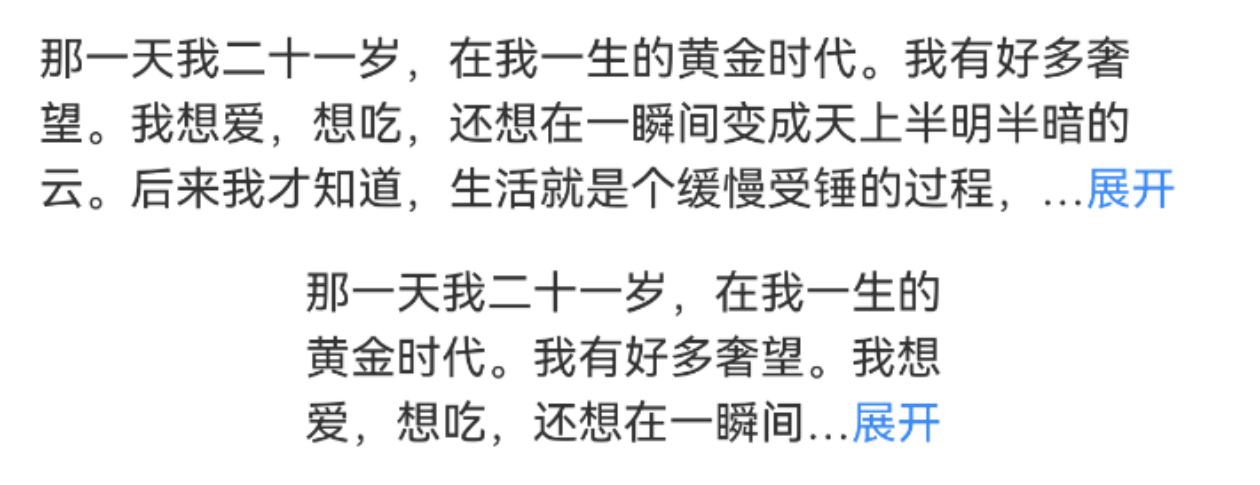 那一天我二十一岁，在我一生的黄金时代。我有好多奢
望。我想爱，想吃，还想在一瞬间变成天上半明半暗的
云。后来我才知道，生活就是个缓慢受锤的过程，...展开
那一天我二十一岁，在我一生的
黄金时代。我有好多奢望。我想
爱，想吃，还想在一瞬间...展开